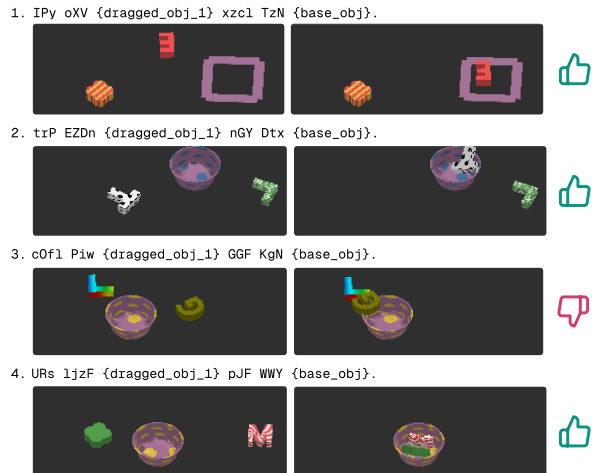 1. IPy oXV {dragged_obj_1} xzcl TzN {base_obj}.
2. trP EZDn {dragged_obj_1} nGY Dtx {base_obj}.
3. cOfl Piw {dragged_obj_1} GGF KgN {base_obj}.
4. URs ljzF {dragged_obj_1} pJF WWY {base_obj}.